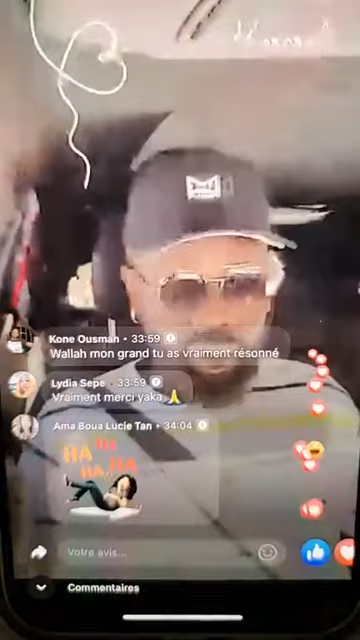 Kone Ousman • 33:59
Wallah mon grand tu as vraiment résonné
Lydia Sepe • 33:59
Vraiment merci yaka 🙏
Ama Boua Lucie Tan • 34:04
HA HA
HA HA
Votre avis...
Commentaires